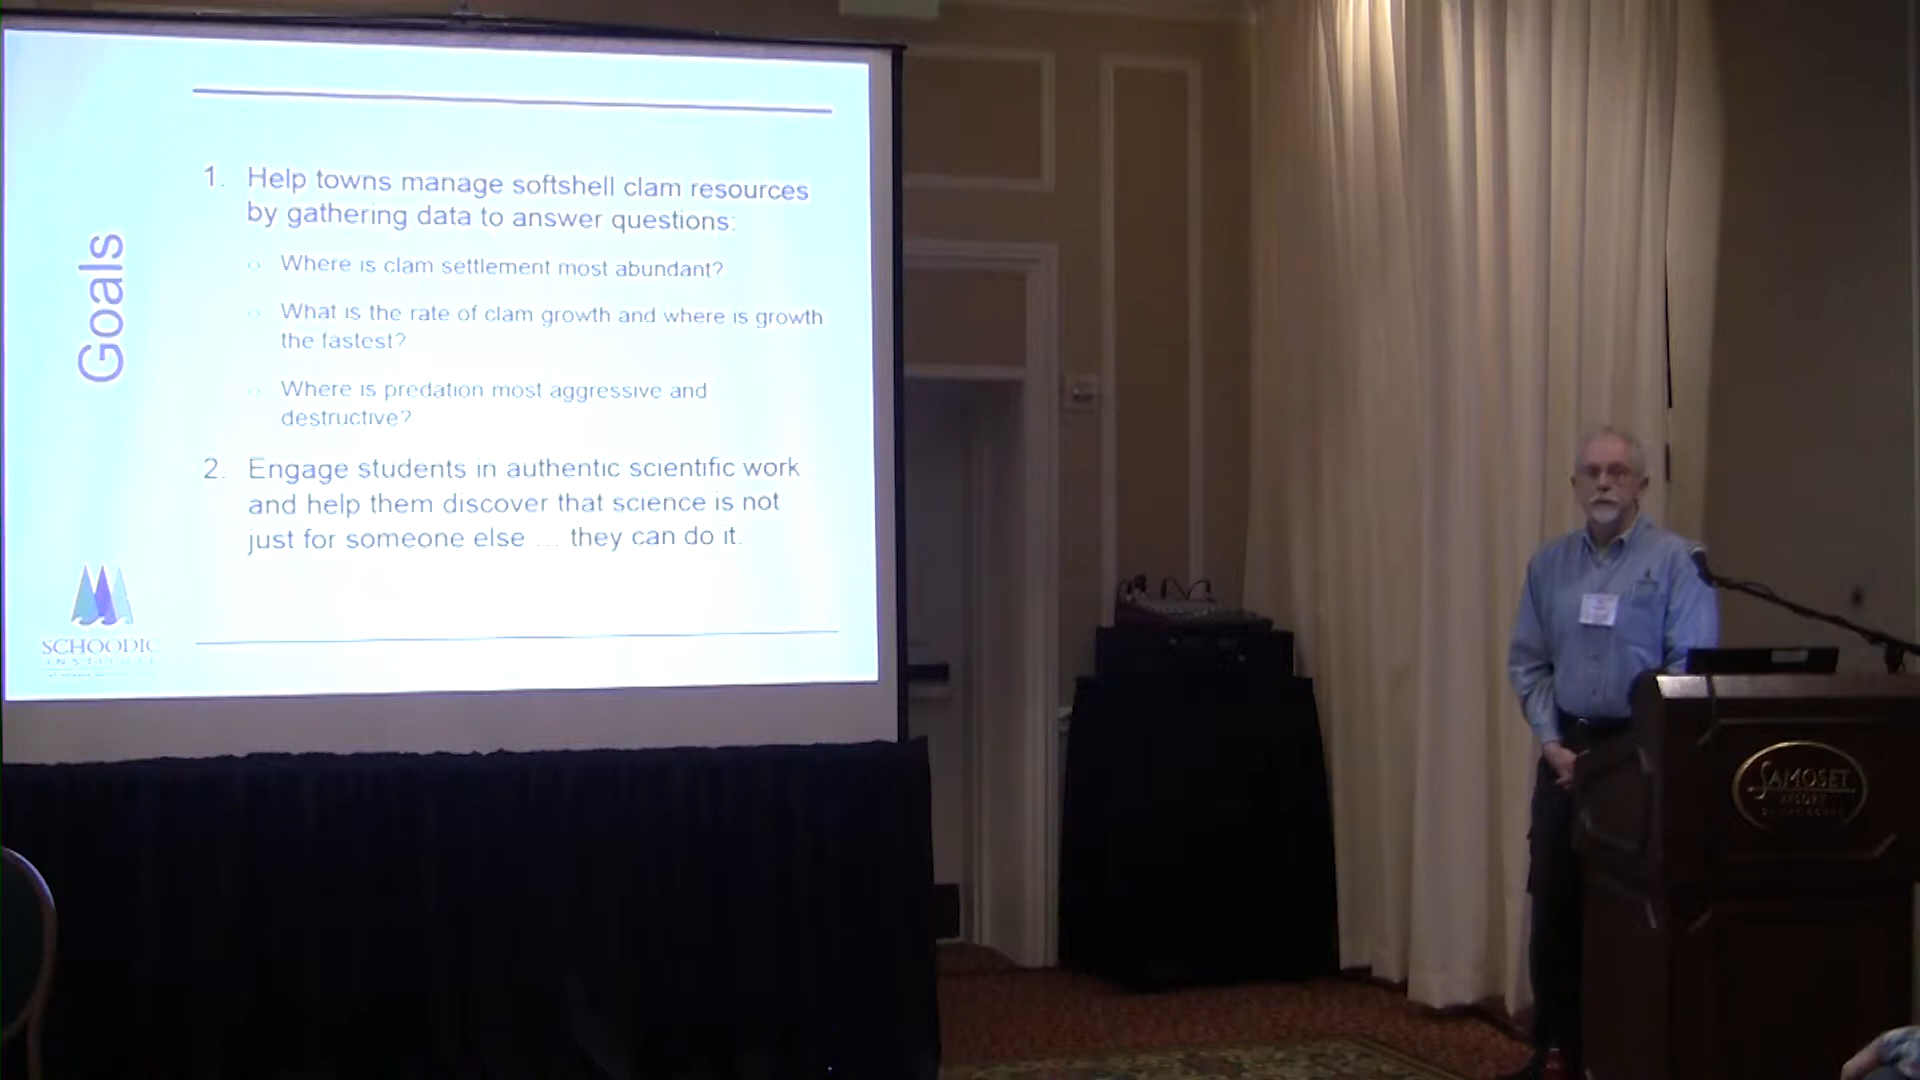 Goals
1. Help towns manage softshell clam resources
by gathering data to answer questions:
○ Where is clam settlement most abundant?
○ What is the rate of clam growth and where is growth
the fastest?
○ Where is predation most aggressive and
destructive?
2. Engage students in authentic scientific work
and help them discover that science is not
just for someone else ... they can do it.
SCHOODIC
INSTITUTE
SAMOSET
RESORT